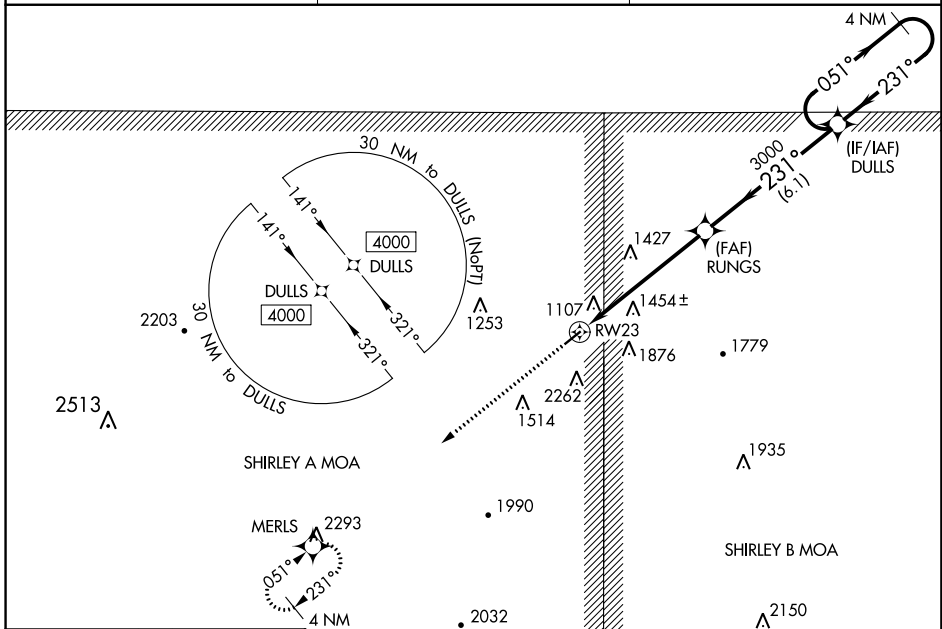 4 NM
051°
231°
(IF/IAF)
DULLS
3000
231°
(6.1)
(FAF)
RUNGS
30 NM to DULLS (NoPT)
141°
4000
DULLS
321°
141°
DULLS
4000
321°
30 NM to DULLS
1253
1427
1107
1454±
RW23
1876
1779
2203
2262
1514
2513
1935
SHIRLEY A MOA
1990
MERLS
2293
051°
231°
4 NM
SHIRLEY B MOA
2032
2150